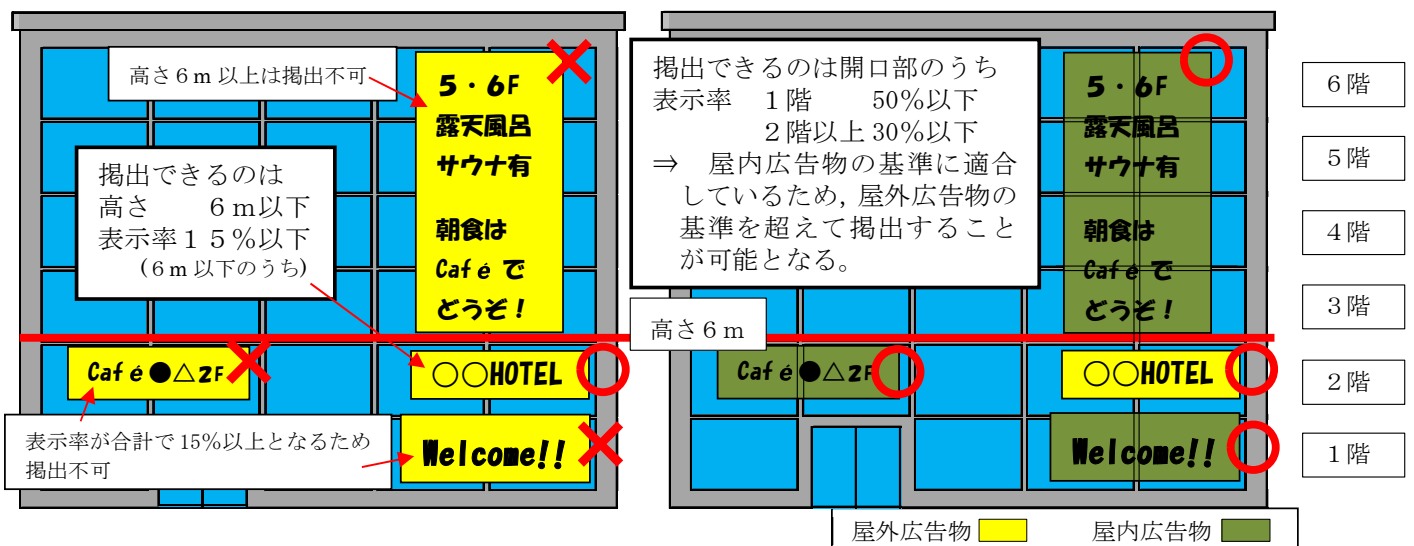 高さ６ｍ以上は掲出不可
5・6F
露天風呂
サウナ有
朝食は
Caféで
どうぞ！
掲出できるのは
高さ　　６ｍ以下
表示率１５％以下
(６ｍ以下のうち)
Café●△2F
○○HOTEL
Welcome!!
表示率が合計で15％以上となるため
掲出不可
高さ６ｍ
掲出できるのは開口部のうち
表示率　１階　　50％以下
２階以上 30％以下
⇒　屋内広告物の基準に適合
しているため，屋外広告物の
基準を超えて掲出すること
が可能となる。
5・6F
露天風呂
サウナ有
朝食は
Caféで
どうぞ！
Café●△2F
○○HOTEL
Welcome!!
６階
５階
４階
３階
２階
１階
屋外広告物
屋内広告物